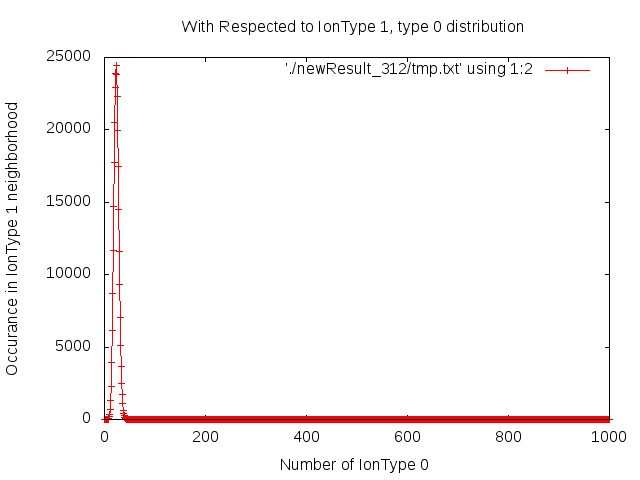 With Respected to IonType 1, type 0 distribution
'./newResult_312/tmp.txt' using 1:2
Occurance in IonType 1 neighborhood
25000
20000
15000
10000
5000
0
0 200 400 600 800 1000
Number of IonType 0